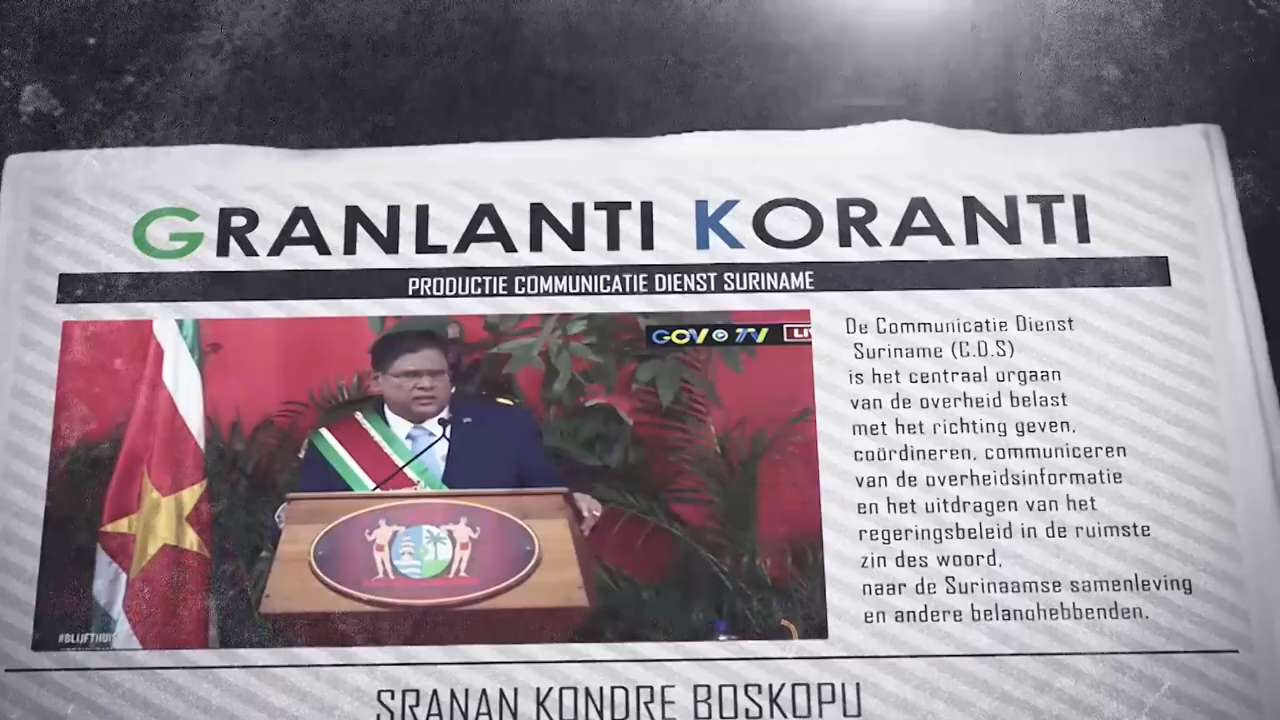 GRANLANTI KORANTI
PRODUCTIE COMMUNICATIE DIENST SURINAME
GOV TV
#BLIJFTHUIS
De Communicatie Dienst
Suriname (C.D.S)
is het centraal orgaan
van de overheid belast
met het richting geven,
coördineren, communiceren
van de overheidsinformatie
en het uitdragen van het
regeringsbeleid in de ruimste
zin des woord,
naar de Surinaamse samenleving
en andere belanghebbenden.
SRANAN KONDRE BOSKOPU